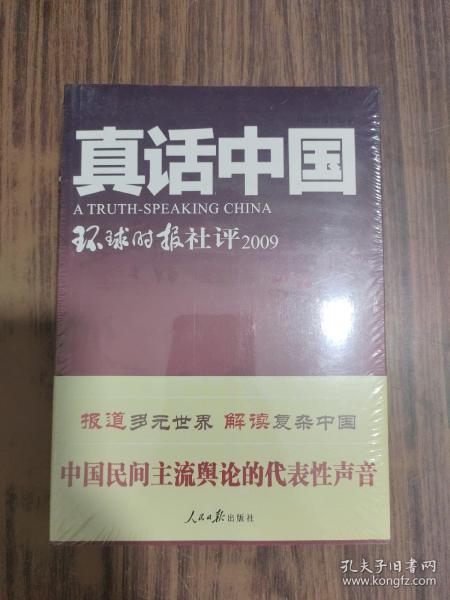 真话中国
A TRUTH-SPEAKING CHINA
环球时报社评2009
报道多元世界 解读复杂中国
中国民间主流舆论的代表性声音
人民日报出版社
孔夫子旧书网
www.kongfz.com